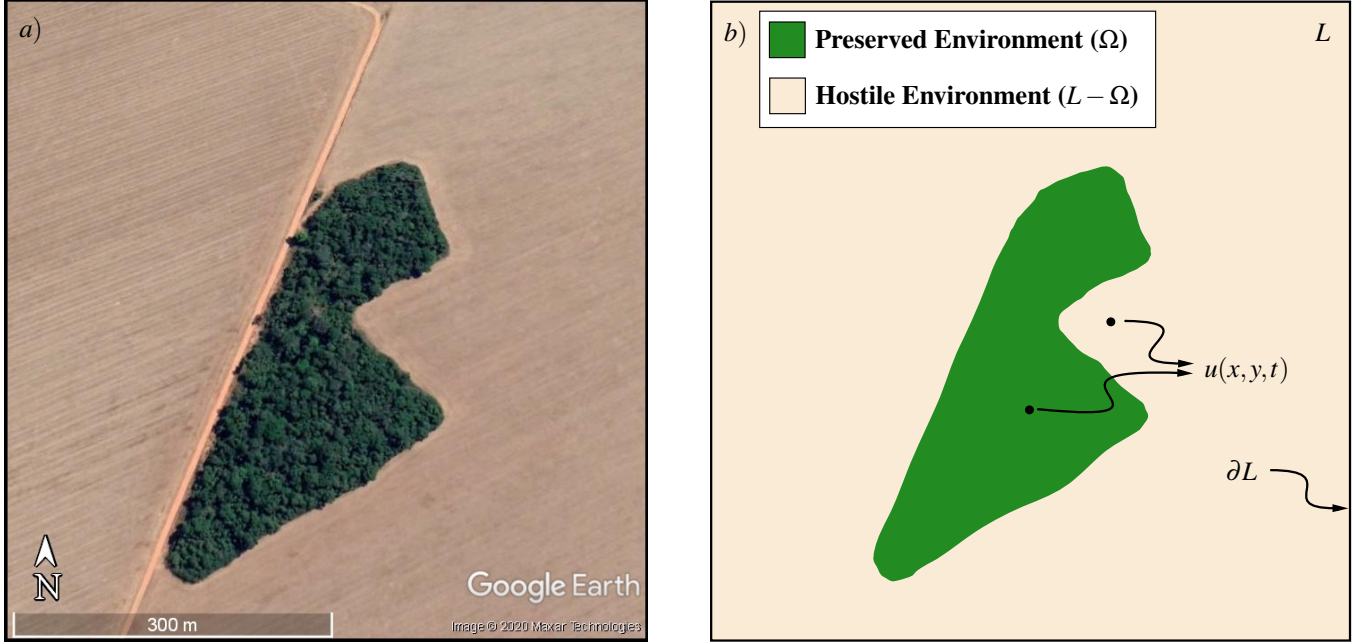 a)
N
300 m
Google Earth
Image © 2020 Maxar Technologies
b)
Preserved Environment (Ω)
Hostile Environment (L − Ω)
L
u(x,y,t)
∂L